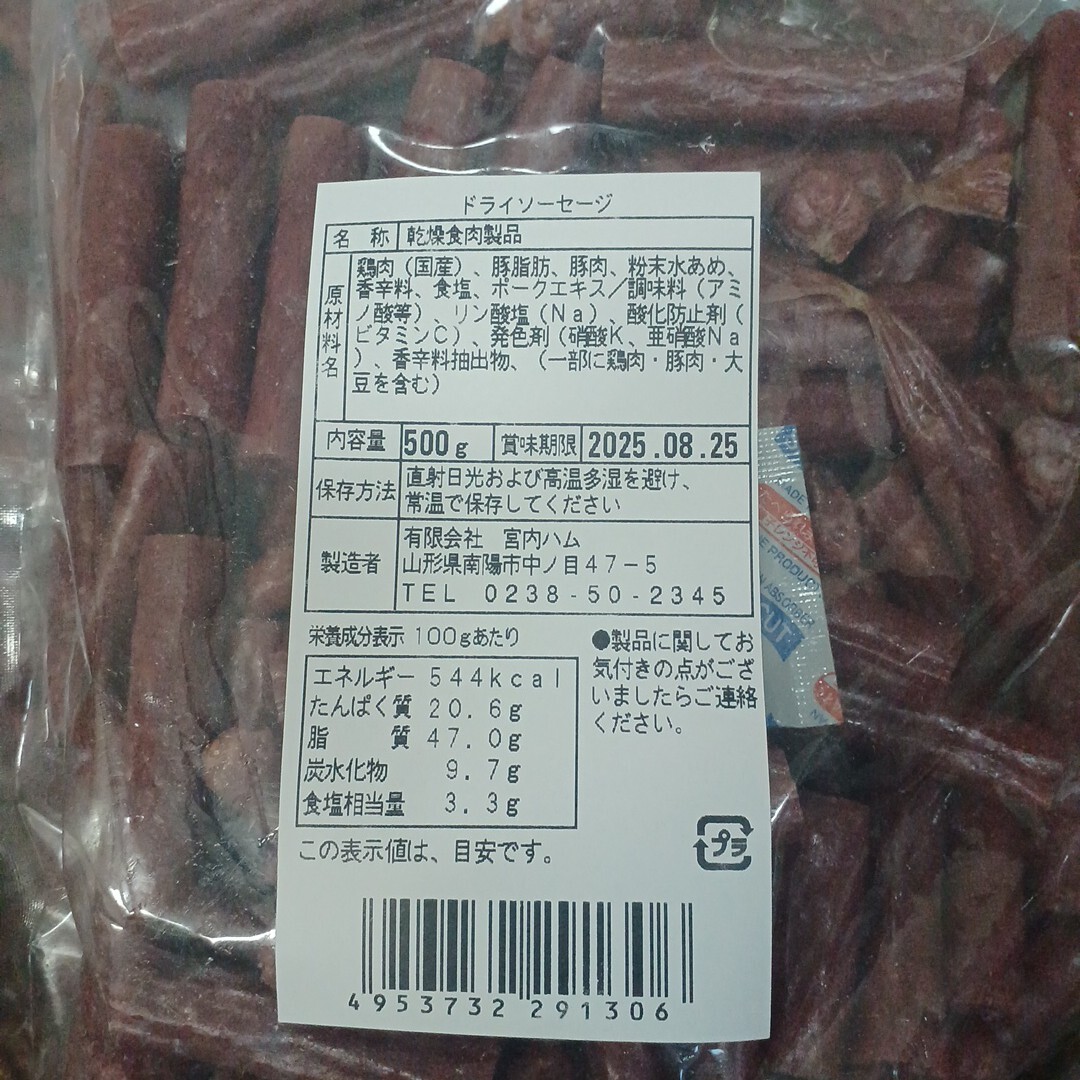 ドライソーセージ
名 称 乾燥食肉製品
原材料名
鶏肉（国産）、豚脂肪、豚肉、粉末水あめ、
香辛料、食塩、ポークエキス／調味料（アミ
ノ酸等）、リン酸塩（Ｎａ）、酸化防止剤（
ビタミンＣ）、発色剤（硝酸Ｋ、亜硝酸Ｎａ
）、香辛料抽出物、（一部に鶏肉・豚肉・大
豆を含む）
内容量 500g 賞味期限 2025.08.25
保存方法
直射日光および高温多湿を避け、
常温で保存してください
製造者
有限会社 宮内ハム
山形県南陽市中ノ目４７－５
ＴＥＬ ０２３８-５０-２３４５
栄養成分表示 １００ｇあたり
エネルギー ５４４ｋｃａｌ
たんぱく質 ２０．６ｇ
脂 質 ４７．０ｇ
炭水化物 ９．７ｇ
食塩相当量 ３．３ｇ
この表示値は、目安です。
●製品に関してお
気付きの点がござ
いましたらご連絡
ください。
プラ
4953732 291306